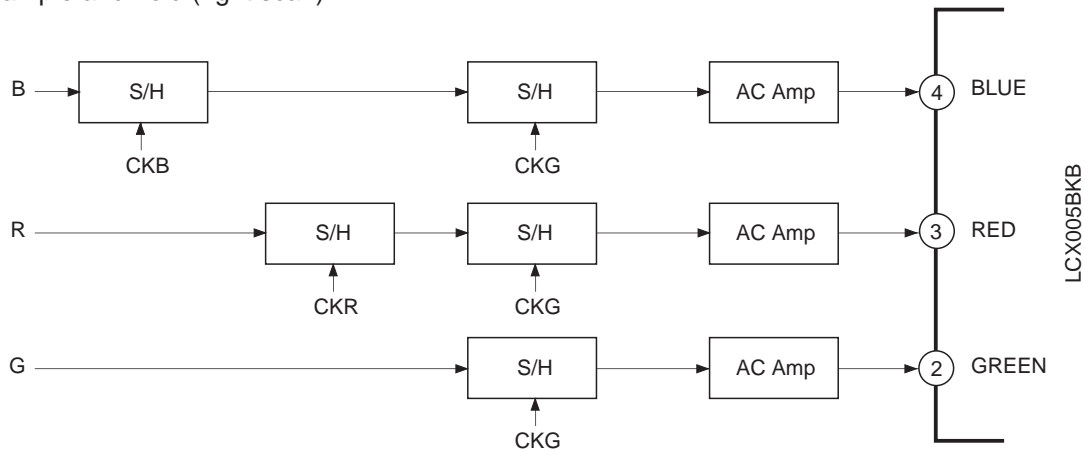 B
S/H
S/H
AC Amp
4
BLUE
CKB
CKG
R
S/H
S/H
AC Amp
3
RED
CKR
CKG
G
S/H
AC Amp
2
GREEN
CKG
LCX005BKB